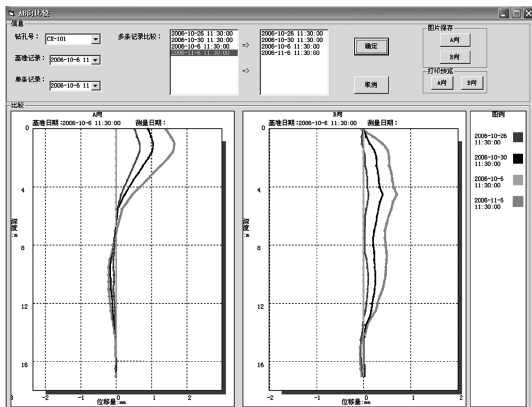 AB向比较
信息
钻孔号: CX-101
基准记录: 2006-10-6 11
单条记录: 2006-10-6 11
多条记录比较:
2006-10-26 11:30:00
2006-10-30 11:30:00
2006-10-6 11:30:00
2006-11-6 11:30:00
=>
=>
2006-10-26 11:30:00
2006-10-30 11:30:00
2006-10-6 11:30:00
2006-11-6 11:30:00
确定
取消
图片保存
A向
B向
打印预览
A向 B向
比较
A向
基准日期:2006-10-6 11:30:00 测量日期:
0
4
8
12
16
深度:m
-2 -1 0 1 2
位移量:mm
B向
基准日期:2006-10-6 11:30:00 测量日期:
0
4
8
12
16
深度:m
-2 -1 0 1 2
位移量:mm
图例
2006-10-26
11:30:00
2006-10-30
11:30:00
2006-10-6
11:30:00
2006-11-6
11:30:00